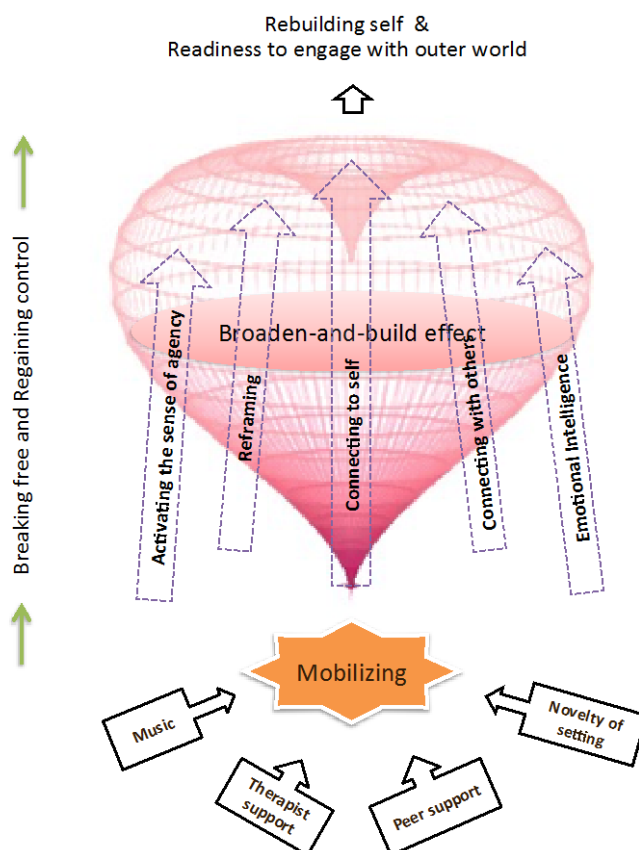 Rebuilding self &
Readiness to engage with outer world
Breaking free and Regaining control
Broaden-and-build effect
Activating the sense of agency
Reframing
Connecting to self
Connecting with others
Emotional Intelligence
Mobilizing
Music
Therapist
support
Peer support
Novelty of
setting